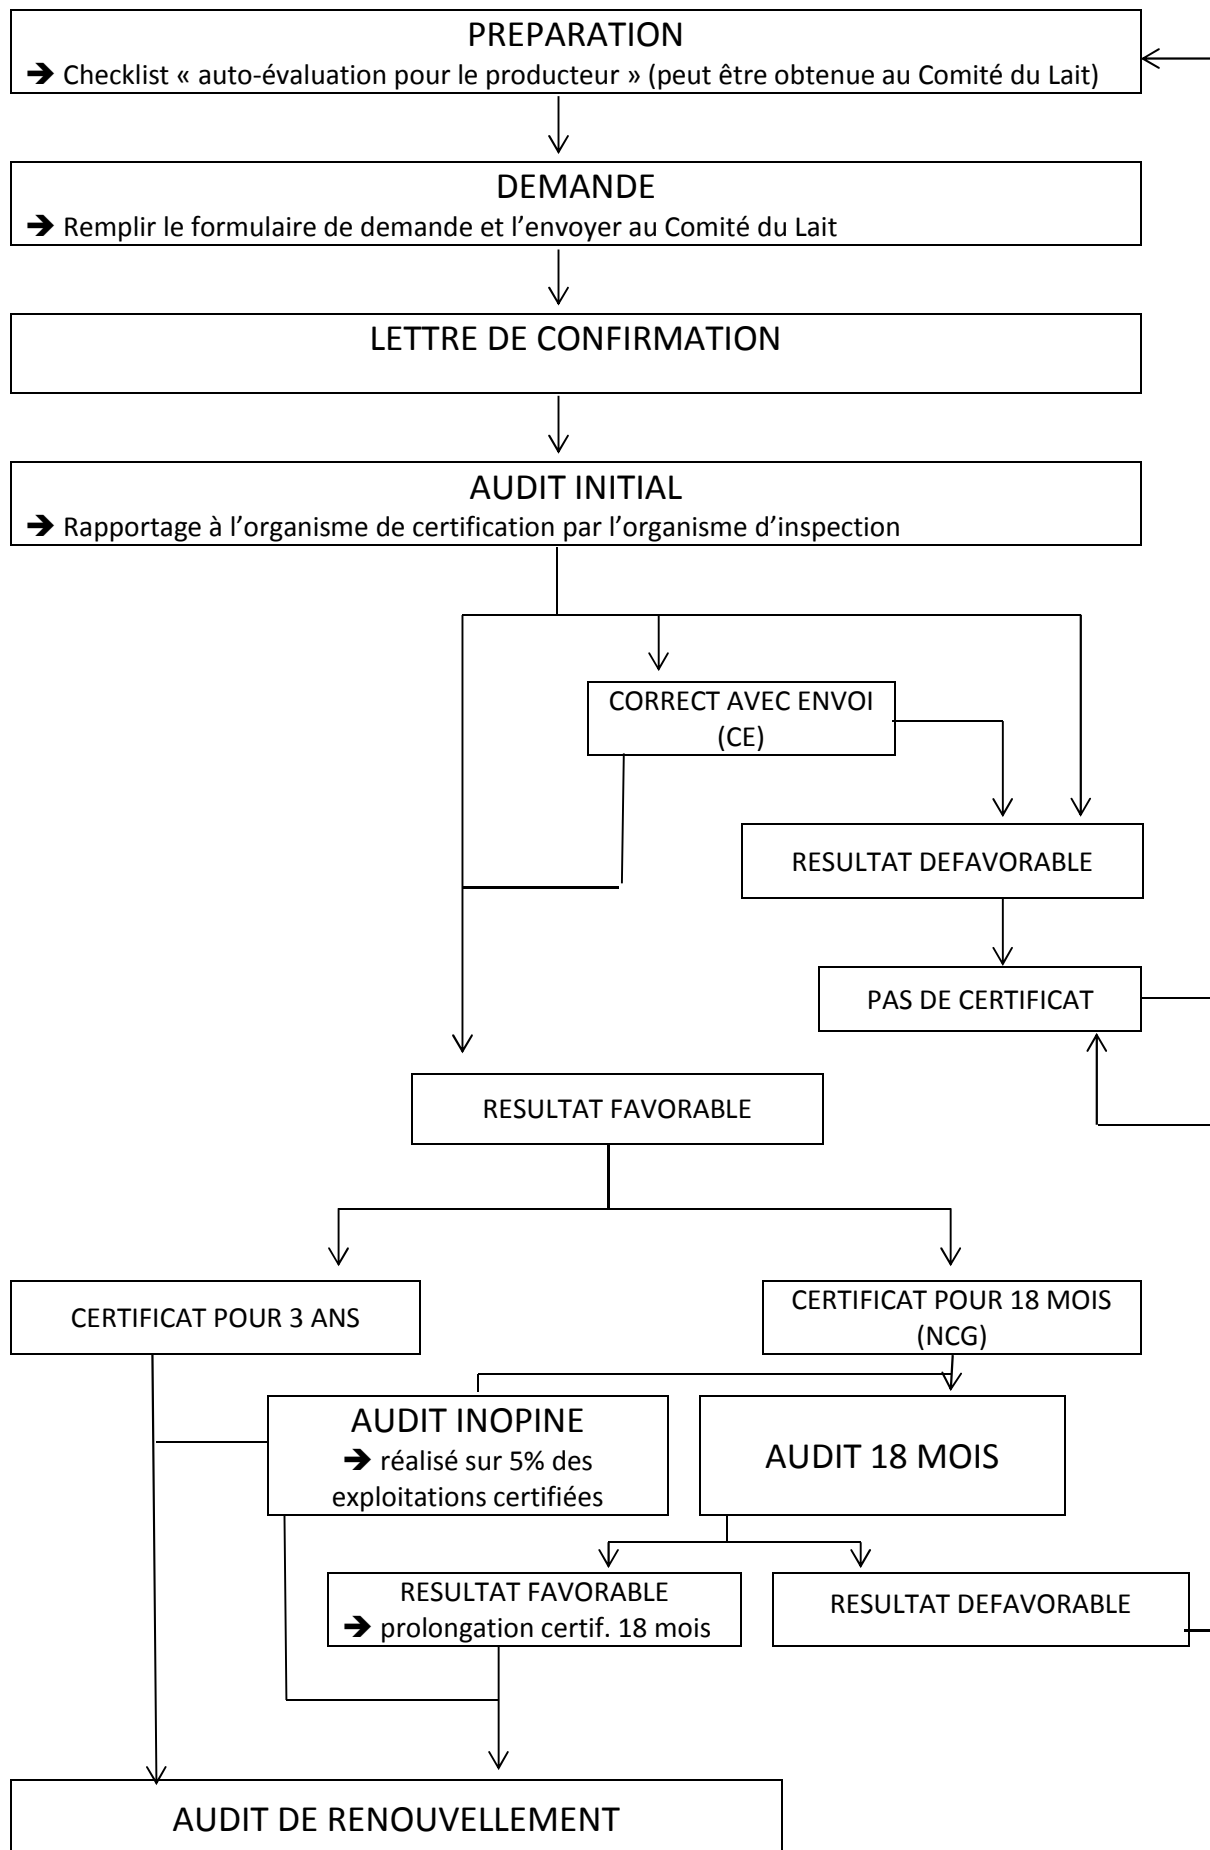 PREPARATION
➔ Checklist « auto-évaluation pour le producteur » (peut être obtenue au Comité du Lait)
DEMANDE
➔ Remplir le formulaire de demande et l’envoyer au Comité du Lait
LETTRE DE CONFIRMATION
AUDIT INITIAL
➔ Rapportage à l’organisme de certification par l’organisme d’inspection
CORRECT AVEC ENVOI
(CE)
RESULTAT DEFAVORABLE
PAS DE CERTIFICAT
RESULTAT FAVORABLE
CERTIFICAT POUR 3 ANS
CERTIFICAT POUR 18 MOIS
(NCG)
AUDIT INOPINE
➔ réalisé sur 5% des
exploitations certifiées
AUDIT 18 MOIS
RESULTAT FAVORABLE
➔ prolongation certif. 18 mois
RESULTAT DEFAVORABLE
AUDIT DE RENOUVELLEMENT